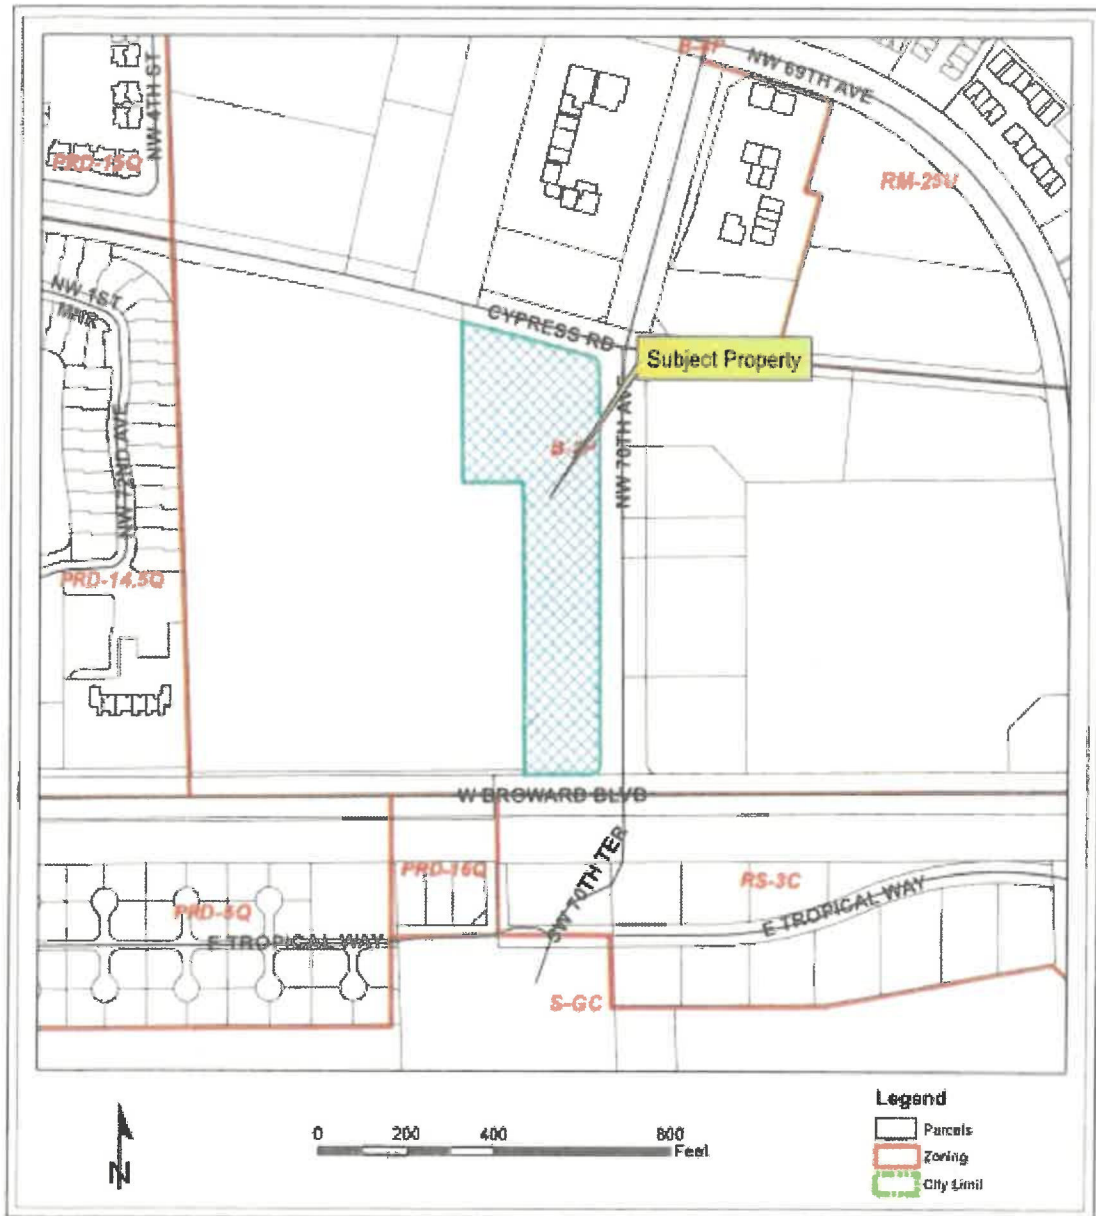 NW 69TH AVE
NW 4TH ST
PRD-15Q
RM-25U
NW 1ST
CYPRESS RD
Subject Property
NW 70TH AVE
NW 72ND AVE
PRD-14.5Q
W BROWARD BLVD
SW 70TH TER
PRD-16Q
RS-3C
PRD-5Q
E TROPICAL WAY
E TROPICAL WAY
S-GC
Legend
Parcels
Zoning
City Limit
N
0 200 400 800
Feet